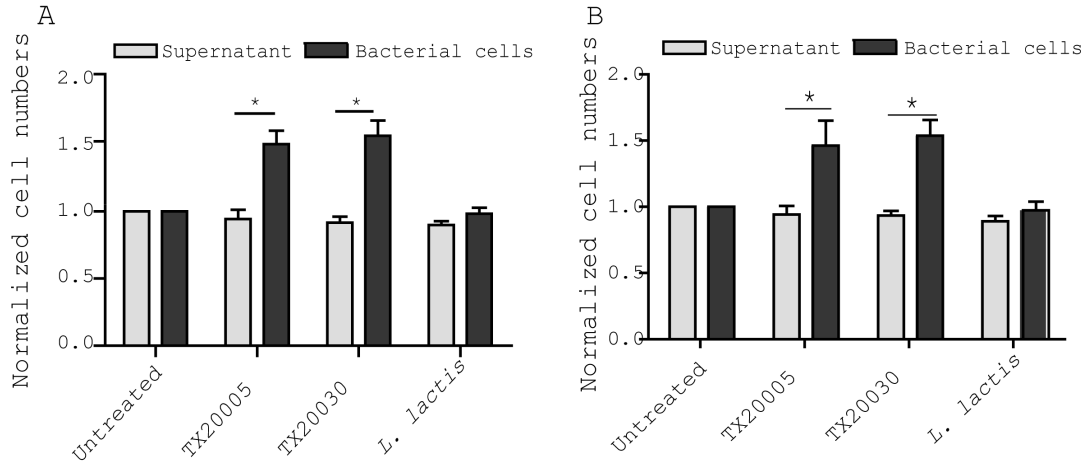 A
Supernatant Bacterial cells
Normalized cell numbers
2.0
1.5
1.0
0.5
0.0
* *
Untreated
TX20005
TX20030
L. lactis
B
Supernatant Bacterial cells
Normalized cell numbers
2.0
1.5
1.0
0.5
0.0
* *
Untreated
TX20005
TX20030
L. lactis